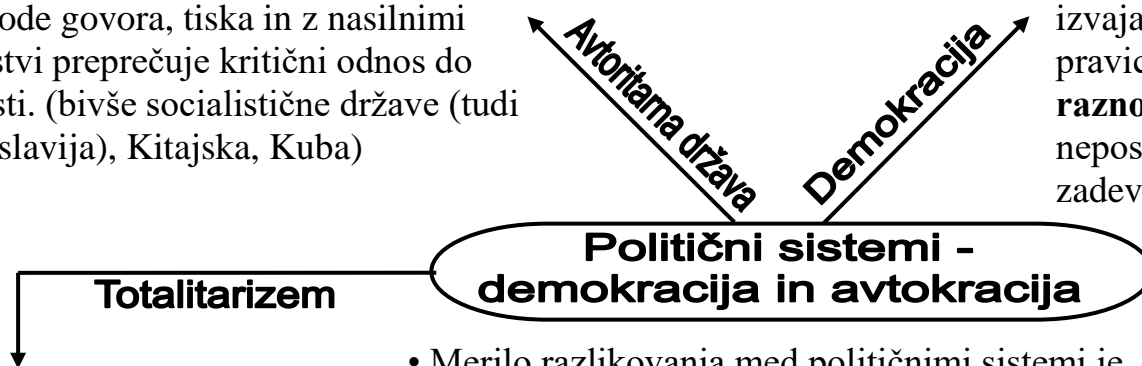 ode govora, tiska in z nasilnimi
stvi preprečuje kritični odnos do
sti. (bivše socialistične države (tudi
slavija), Kitajska, Kuba)
Avtoritarna država
Demokracija
izvaja
pravic
razno
nepos
zadev
Politični sistemi -
demokracija in avtokracija
Totalitarizem
• Merilo razlikovanja med političnimi sistemi je